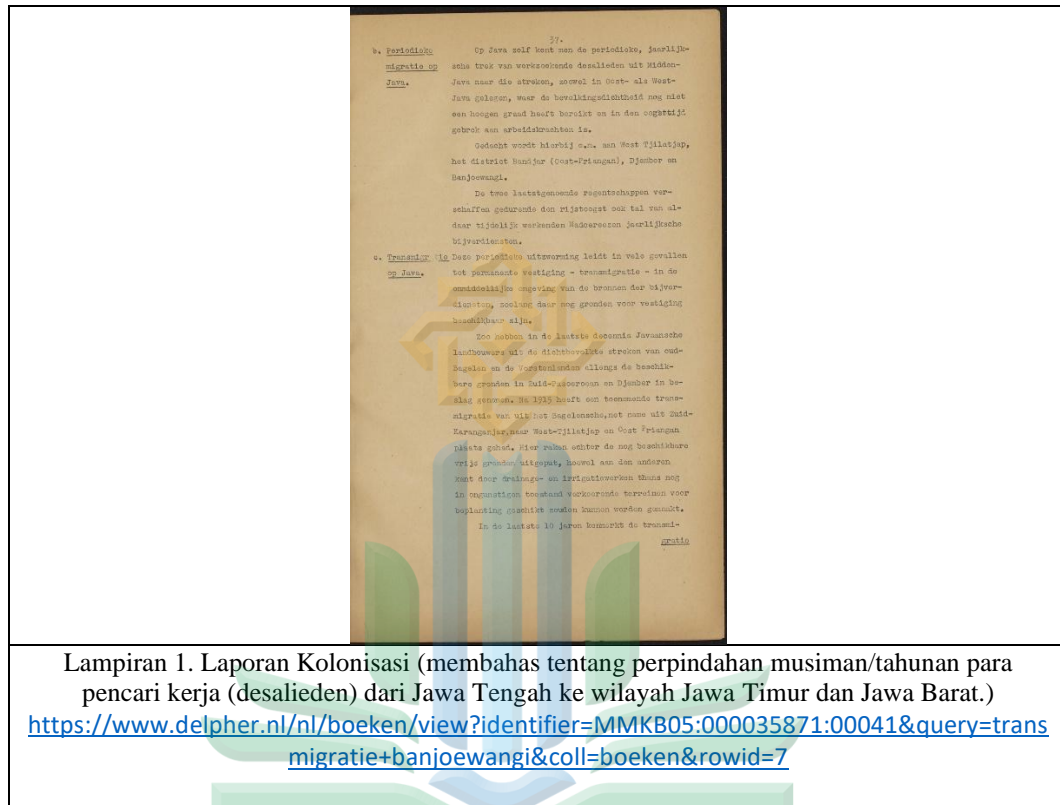 37.
b. Periodieke migratie op Java.
Op Java zelf kent men de periodieke, jaarlijk-
sche trek van werkzoekende desalieden uit Midden-
Java naar die streken, zoowel in Oost- als West-
Java gelegen, waar de bevolkingsdichtheid nog niet
een hoogen graad heeft bereikt en in den oogsttijd
gebrek aan arbeidskrachten is.
Gedacht wordt hierbij m.n. aan West Tjilatjap,
het district Bandjar (Oost-Priangan), Djember en
Banjoewangi.
De twee laatstgenoemde regentschappen ver-
schaffen gedurende den rijstoogst ook tal van al-
daar tijdelijk werkenden Madoereezen jaarlijksche
bijverdiensten.
c. Transmigratie op Java.
Deze periodieke uitzwerming leidt in vele gevallen
tot permanente vestiging - transmigratie - in de
onmiddellijke omgeving van de bronnen der bijver-
diensten, zoolang daar nog gronden voor vestiging
beschikbaar zijn.
Zoo hebben in de laatste decennia Javaansche
landbouwers uit de dichtbevolkte streken van oud-
Bagelen en de Vorstenlanden allengs de beschik-
bare gronden in Zuid-Pasoeroean en Djember in be-
slag genomen. Na 1915 heeft een toenemende trans-
migratie van uit het Bagelensche, met name uit Zuid-
Karanganjar, naar West-Tjilatjap en Oost Priangan
plaats gehad. Hier raken echter de nog beschikbare
vrije gronden uitgeput, hoewel aan den anderen
kant door drainage- en irrigatiewerken thans nog
in ongunstigen toestand verkeerende terreinen voor
beplanting geschikt zouden kunnen worden gemaakt.
In de laatste 10 jaren kenmerkt de transmi-
gratie
Lampiran 1. Laporan Kolonisasi (membahas tentang perpindahan musiman/tahunan para
pencari kerja (desalieden) dari Jawa Tengah ke wilayah Jawa Timur dan Jawa Barat.)
https://www.delpher.nl/nl/boeken/view?identifier=MMKB05:000035871:00041&query=trans
migratie+banjoewangi&coll=boeken&rowid=7